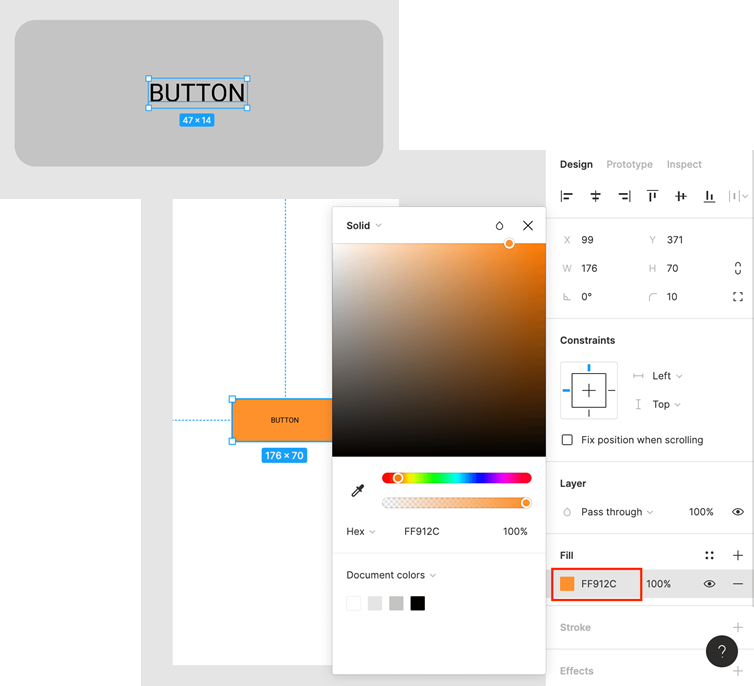 BUTTON
47 × 14
Design Prototype Inspect
X 99 Y 371
W 176 H 70
0° 10
Constraints
Left
Top
Fix position when scrolling
Layer
Pass through 100%
Fill
FF912C 100%
Stroke
Effects
?
BUTTON
176 × 70
Solid
Hex FF912C 100%
Document colors